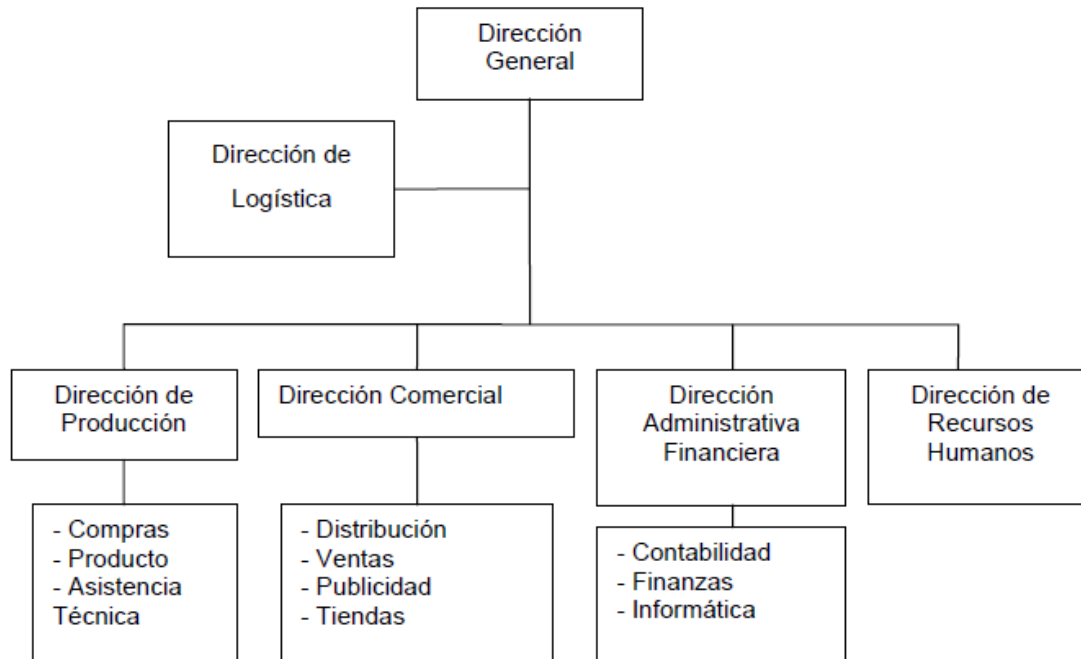 Dirección
General
Dirección de
Logística
Dirección de
Producción
Dirección Comercial
Dirección
Administrativa
Financiera
Dirección de
Recursos
Humanos
- Compras
- Producto
- Asistencia
Técnica
- Distribución
- Ventas
- Publicidad
- Tiendas
- Contabilidad
- Finanzas
- Informática